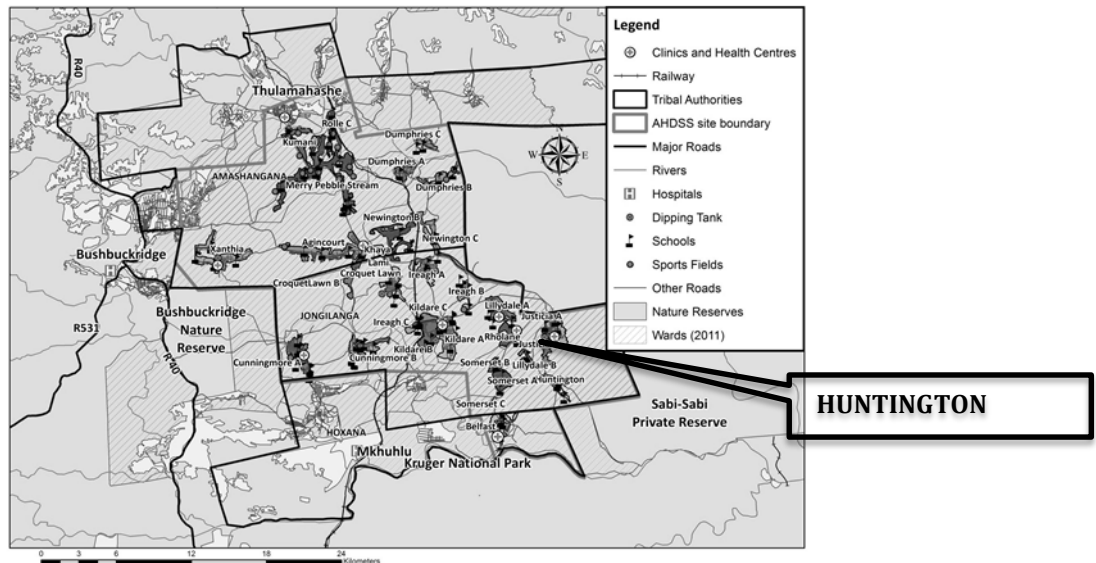 Legend
Clinics and Health Centres
Railway
Tribal Authorities
AHDSS site boundary
Major Roads
Rivers
Hospitals
Dipping Tank
Schools
Sports Fields
Other Roads
Nature Reserves
Wards (2011)
R40
Thulamahashe
Rolle C
Kumani
Dumphries C
N
W E
S
Dumphries A
AMASHANGANA
Merry Pebble Stream
Dumphries B
Newington B
Xanthia
Agincourt
Khaya
Lami
Newington C
Bushbuckridge
H
Croquet Lawn
Ireagh A
CroquetLawn B
Ireagh B
Bushbuckridge
Nature
Reserve
R531
JONGILANGA
Kildare C
Lillydale A
Justicia A
Ireagh C
Kildare A
Rholane
Kildare B
Cunningmore A
Cunningmore B
Somerset B
Lillydale B
R 40
Somerset A
Huntington
HUNTINGTON
Somerset C
Sabi-Sabi
Private Reserve
Belfast
HOXANA
Mkhuhlu
Kruger National Park
0 3 6 12 18 24
Kilometers